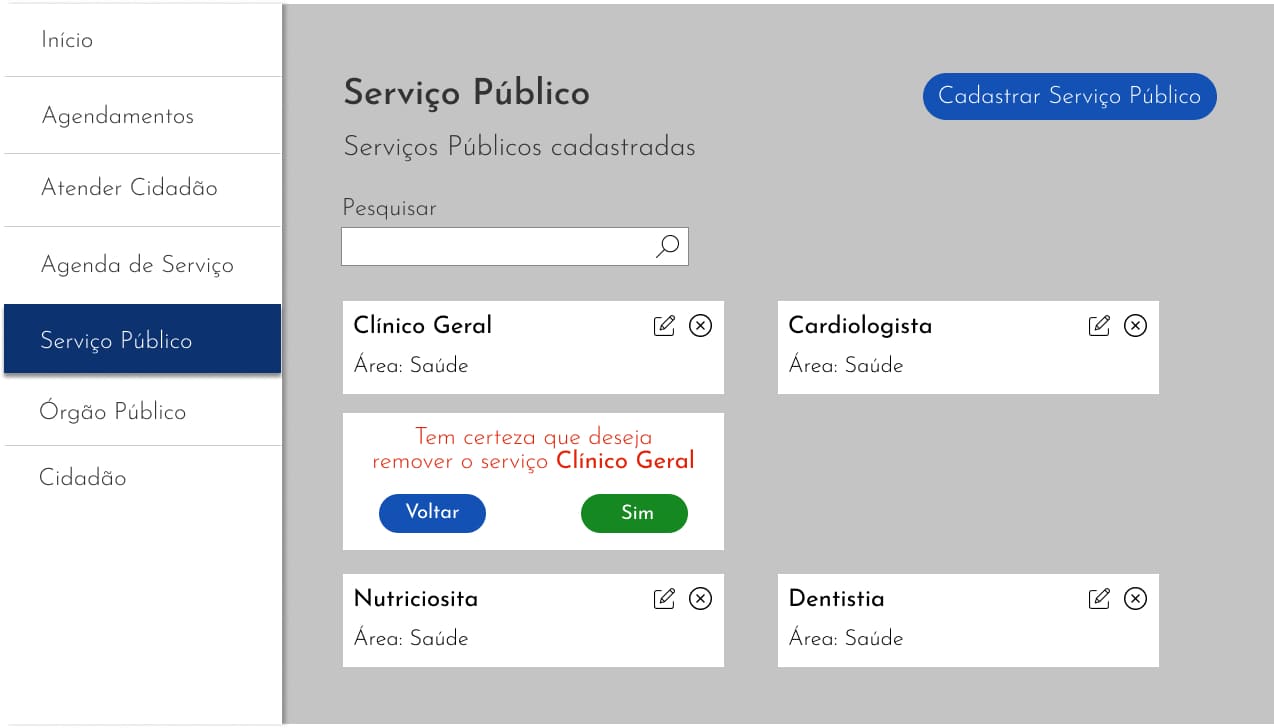 Início
Agendamentos
Atender Cidadão
Agenda de Serviço
Serviço Público
Órgão Público
Cidadão
Serviço Público
Cadastrar Serviço Público
Serviços Públicos cadastradas
Pesquisar
Clínico Geral
Área: Saúde
Cardiologista
Área: Saúde
Tem certeza que deseja
remover o serviço Clínico Geral
Voltar
Sim
Nutriciosita
Área: Saúde
Dentistia
Área: Saúde